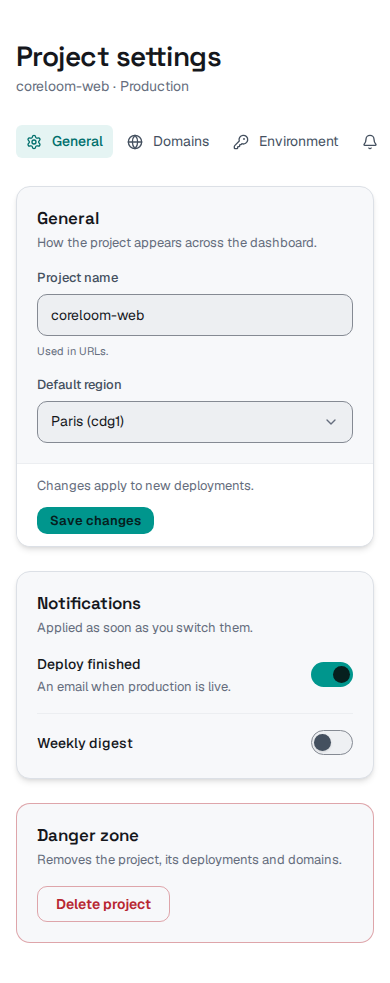 Project settings
coreloom-web · Production
General
Domains
Environment
General
How the project appears across the dashboard.
Project name
coreloom-web
Used in URLs.
Default region
Paris (cdg1)
Changes apply to new deployments.
Save changes
Notifications
Applied as soon as you switch them.
Deploy finished
An email when production is live.
Weekly digest
Danger zone
Removes the project, its deployments and domains.
Delete project